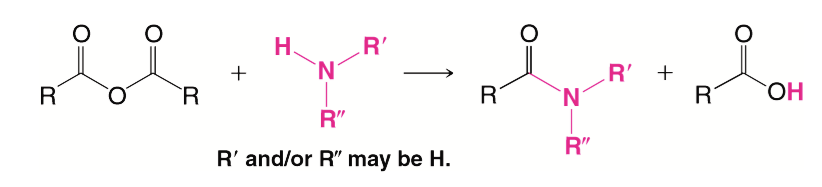 O O H R′ O O
R O R + N → R N R′ + R OH
R″ R″
R′ and/or R″ may be H.